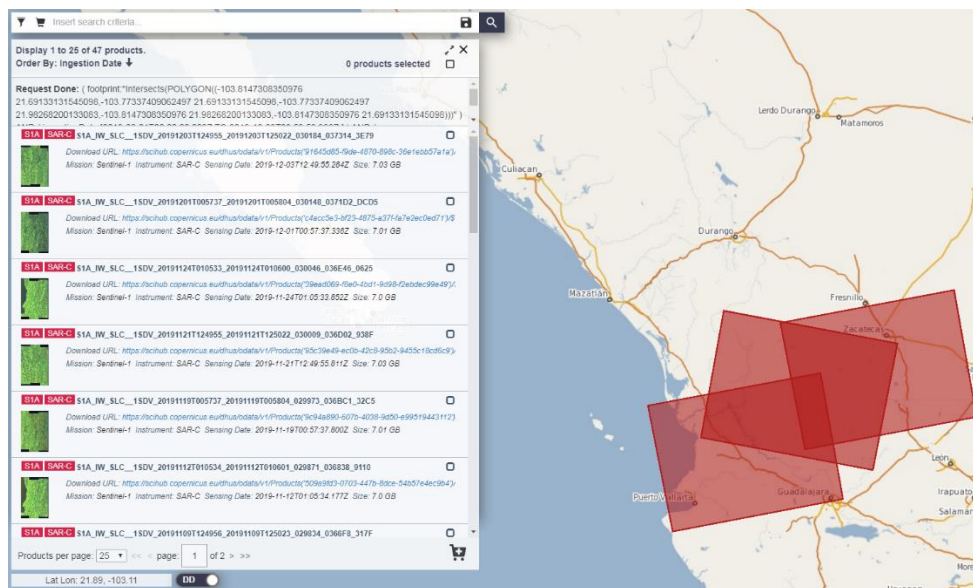 Insert search criteria...
Display 1 to 25 of 47 products.
Order By: Ingestion Date
0 products selected
Request Done: ( footprint:"Intersects(POLYGON((-103.8147308350976
21.69133131545098,-103.77337409062497 21.69133131545098,-103.77337409062497
21.98268200133083,-103.8147308350976 21.98268200133083,-103.8147308350976 21.69133131545098)))" )
S1A SAR-C S1A_IW_SLC__1SDV_20191203T124955_20191203T125022_030184_037314_3E79
Download URL: https://scihub.copernicus.eu/dhus/odata/v1/Products('91645d85-f9de-4870-898c-36e1ebb57a1a')/
Mission: Sentinel-1 Instrument: SAR-C Sensing Date: 2019-12-03T12:49:55.284Z Size: 7.03 GB
S1A SAR-C S1A_IW_SLC__1SDV_20191201T005737_20191201T005804_030148_0371D2_DCD5
Download URL: https://scihub.copernicus.eu/dhus/odata/v1/Products('c4acc5e3-bf23-4875-a37f-fa7e2ec0ed71')/$
Mission: Sentinel-1 Instrument: SAR-C Sensing Date: 2019-12-01T00:57:37.338Z Size: 7.01 GB
S1A SAR-C S1A_IW_SLC__1SDV_20191124T010533_20191124T010600_030046_036E46_0625
Download URL: https://scihub.copernicus.eu/dhus/odata/v1/Products('39ead069-f8e0-4bd1-9d98-f2ebdec99e49')/
Mission: Sentinel-1 Instrument: SAR-C Sensing Date: 2019-11-24T01:05:33.852Z Size: 7.0 GB
S1A SAR-C S1A_IW_SLC__1SDV_20191121T124955_20191121T125022_030009_036D02_938F
Download URL: https://scihub.copernicus.eu/dhus/odata/v1/Products('95c39e49-ec0b-42c8-95b2-9455c18cd6c9')/
Mission: Sentinel-1 Instrument: SAR-C Sensing Date: 2019-11-21T12:49:55.811Z Size: 7.03 GB
S1A SAR-C S1A_IW_SLC__1SDV_20191119T005737_20191119T005804_029973_036BC1_32C5
Download URL: https://scihub.copernicus.eu/dhus/odata/v1/Products('9c94a890-607b-4038-9d50-e99519443112')
Mission: Sentinel-1 Instrument: SAR-C Sensing Date: 2019-11-19T00:57:37.800Z Size: 7.01 GB
S1A SAR-C S1A_IW_SLC__1SDV_20191112T010534_20191112T010601_029871_036838_9110
Download URL: https://scihub.copernicus.eu/dhus/odata/v1/Products('509a9fd3-0703-447b-8dce-54b57e4ec9b4')/
Mission: Sentinel-1 Instrument: SAR-C Sensing Date: 2019-11-12T01:05:34.177Z Size: 7.0 GB
S1A SAR-C S1A_IW_SLC__1SDV_20191109T124956_20191109T125023_029834_0366F8_317F
Products per page: 25 << < page: 1 of 2 > >>
Lat Lon: 21.89, -103.11
DD
Lerdo Durango
Matamoros
Culiacan
Durango
Mazatlán
Fresnillo
Zacatecas
León
Puerto Vallarta
Guadalajara
Irapuato
Salaman
Mor